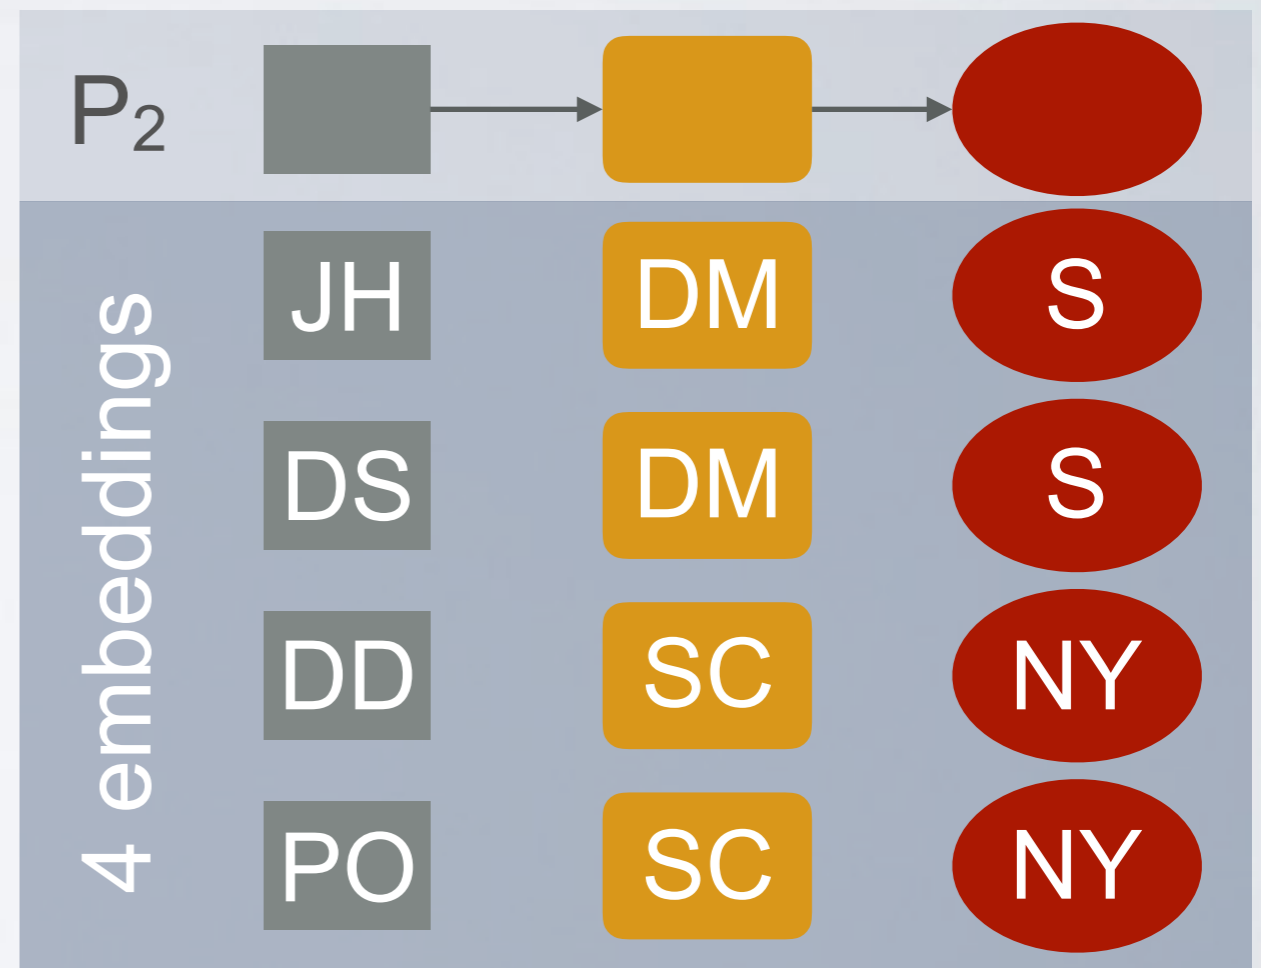 P₂
4 embeddings
JH DM S
DS DM S
DD SC NY
PO SC NY